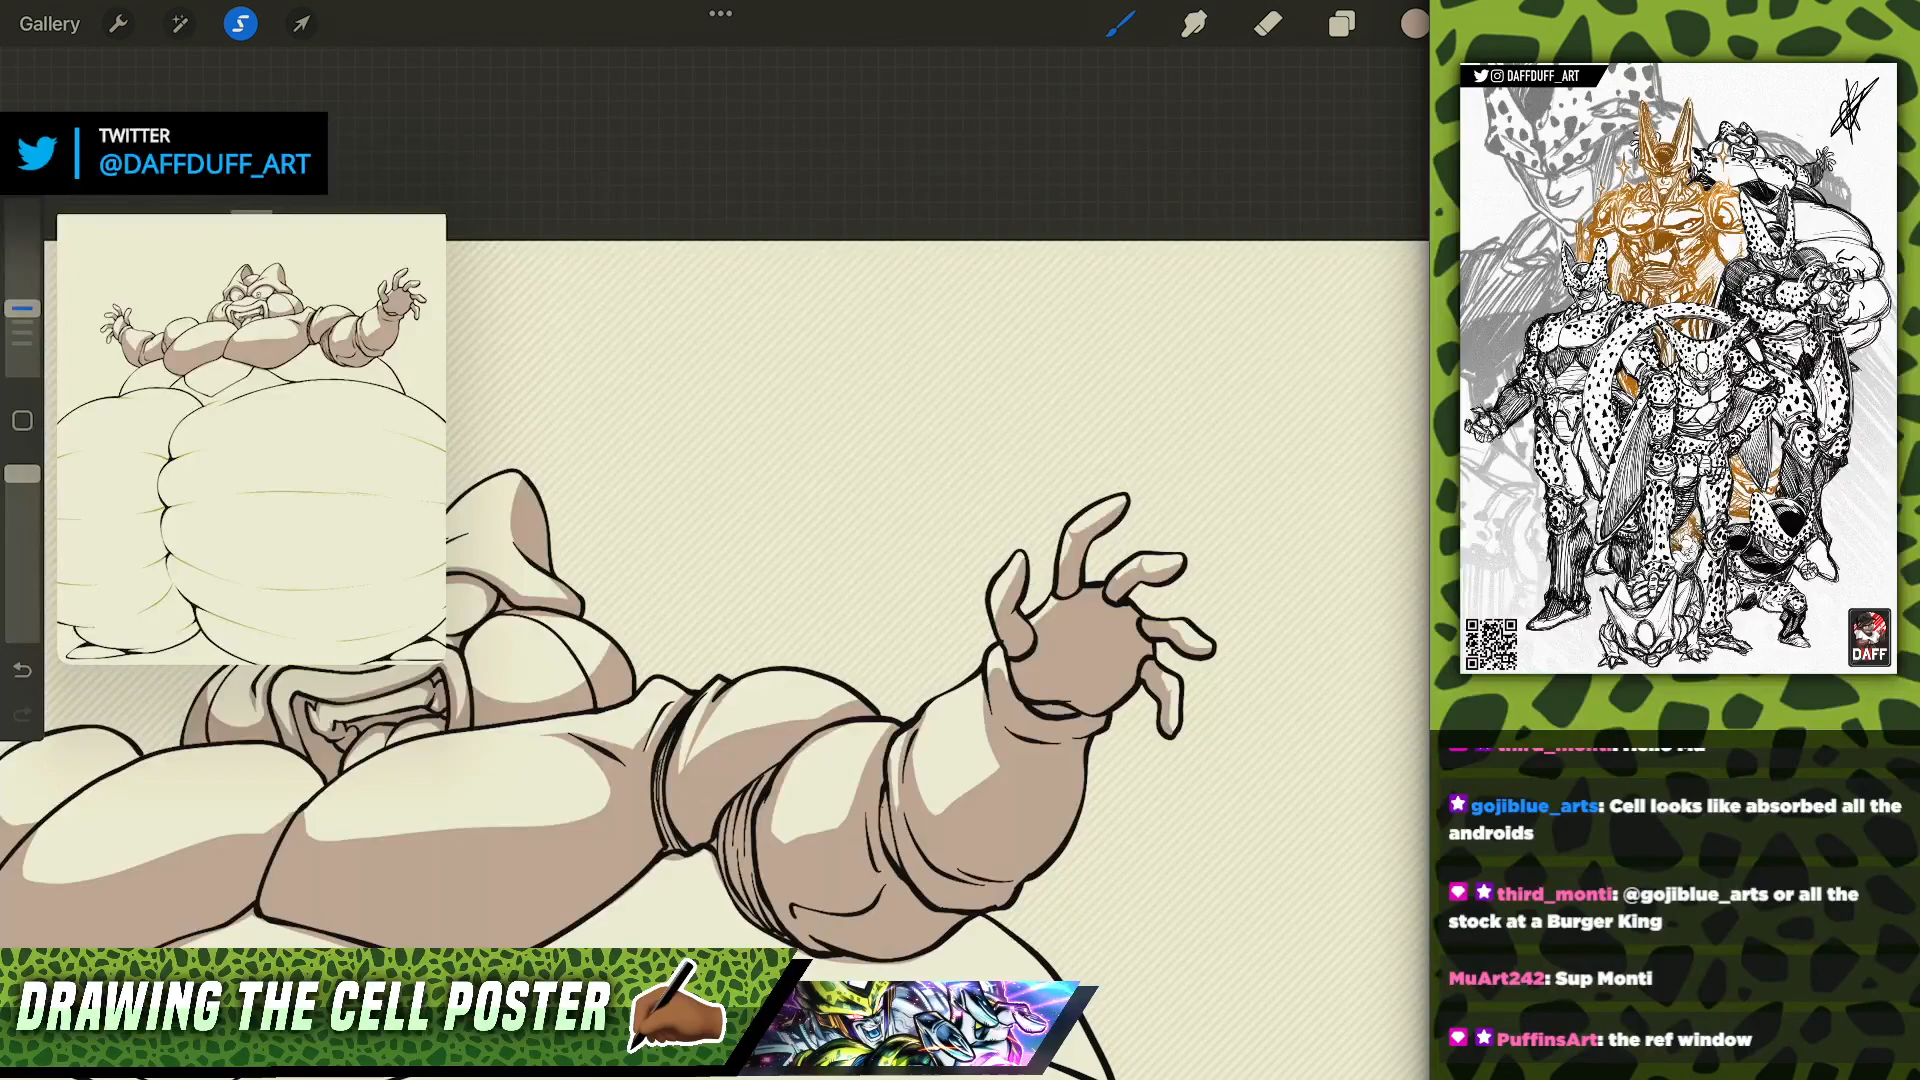 Gallery
TWITTER
@DAFFDUFF_ART
DAFFDUFF_ART
DAFF
gojiblue_arts: Cell looks like absorbed all the
androids
third_monti: @gojiblue_arts or all the
stock at a Burger King
MuArt242: Sup Monti
PuffinsArt: the ref window
DRAWING THE CELL POSTER